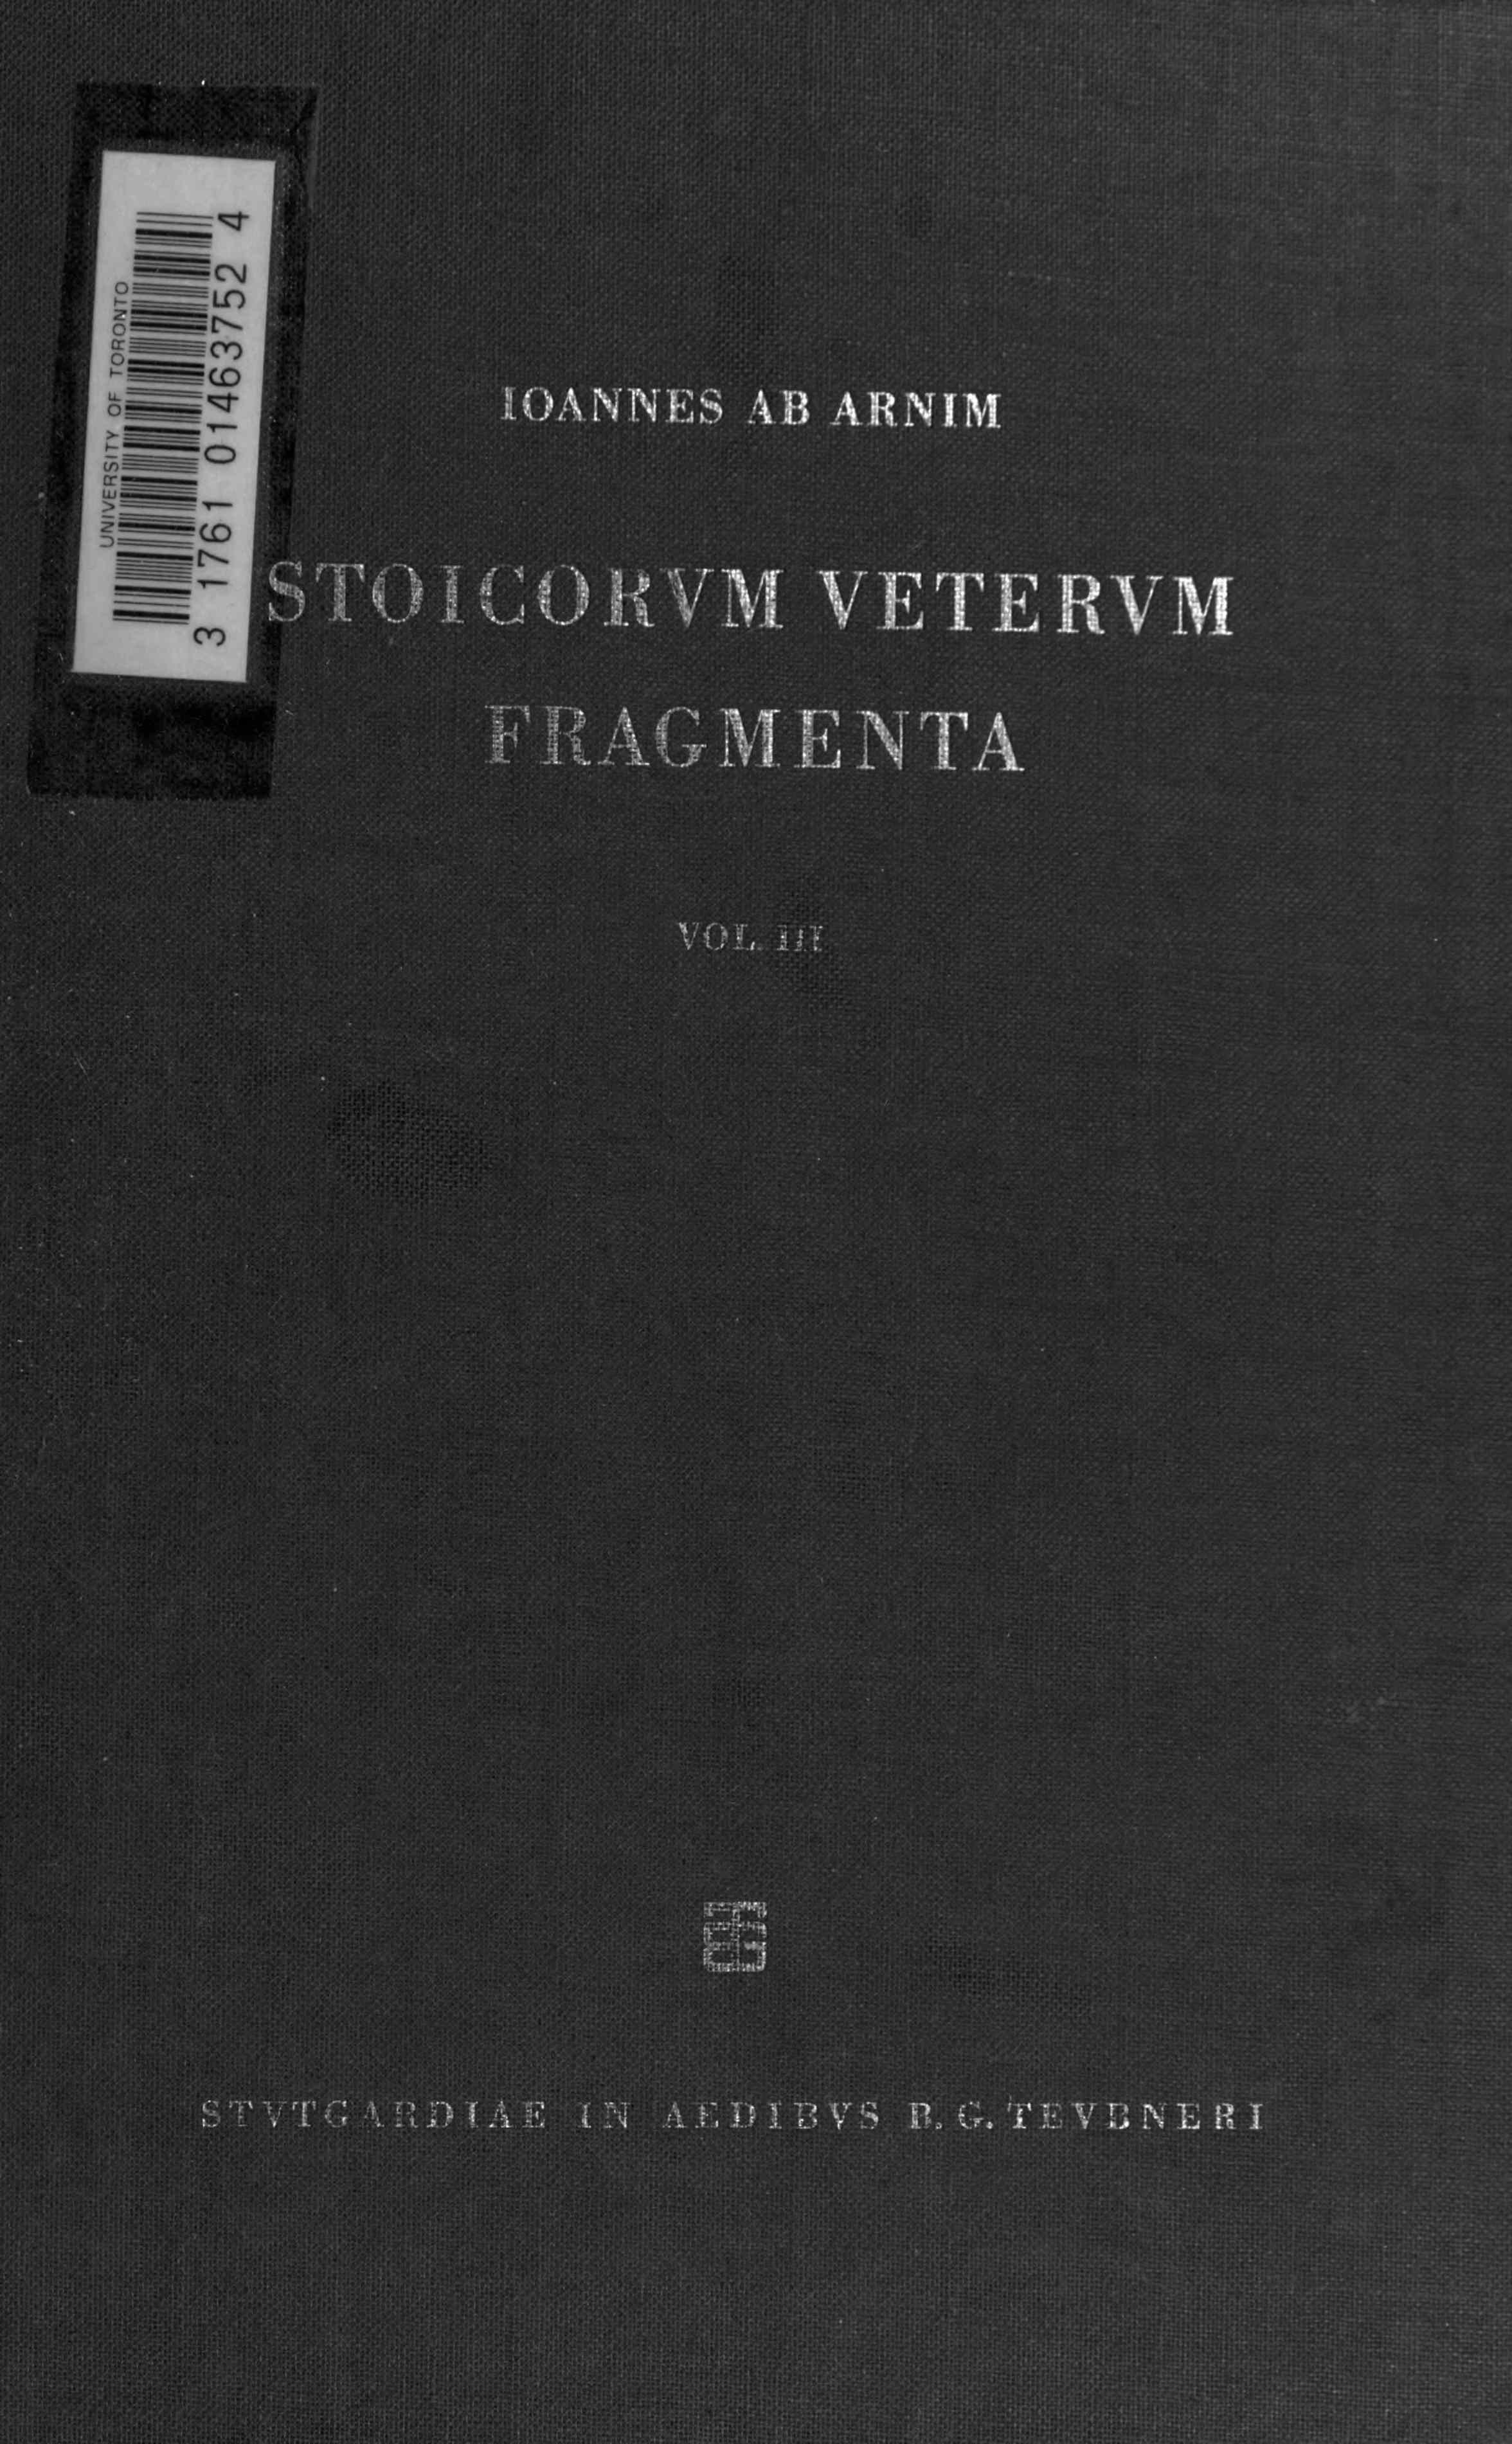 UNIVERSITY OF TORONTO
3 1761 01463752 4
IOANNES AB ARNIM
STOICORVM VETERVM
FRAGMENTA
VOL. III
STVTGARDIAE IN AEDIBVS B. G. TEVBNERI